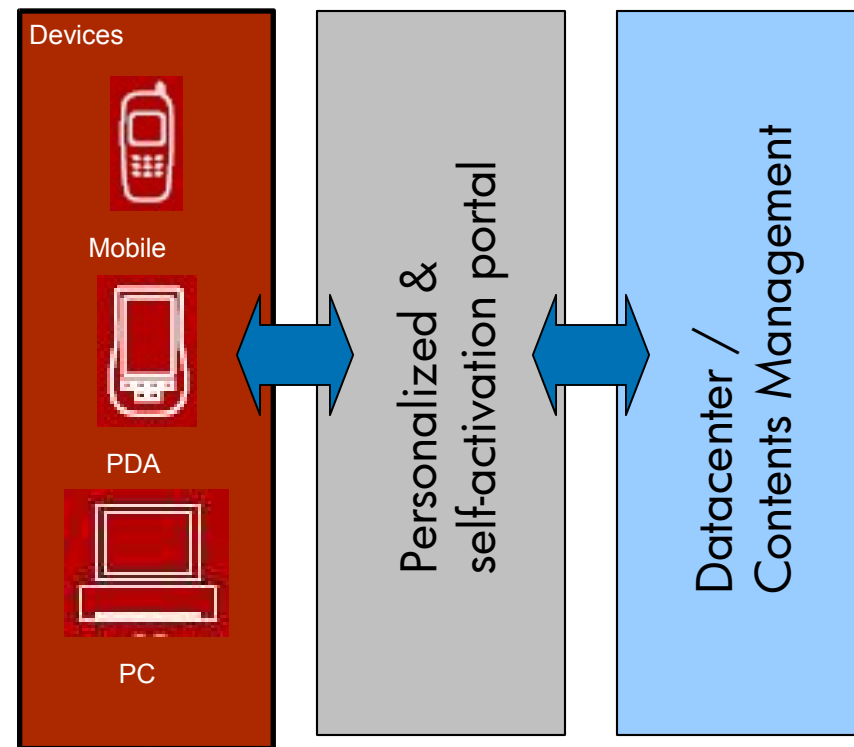 Devices
Mobile
PDA
PC
Personalized &
self-activation portal
Datacenter /
Contents Management